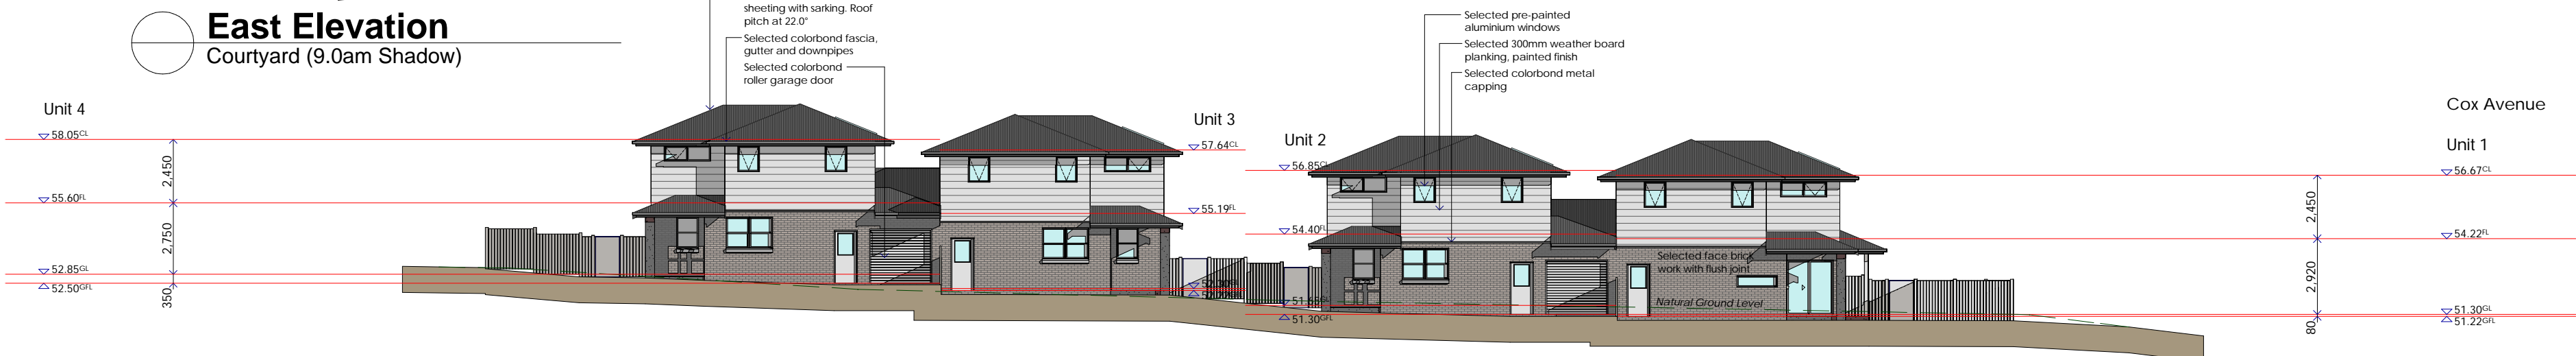 sheeting with sarking. Roof
pitch at 22.0°
East Elevation
Courtyard (9.0am Shadow)
Selected colorbond fascia,
gutter and downpipes
Selected colorbond
roller garage door
Selected pre-painted
aluminium windows
Selected 300mm weather board
planking, painted finish
Selected colorbond metal
capping
Unit 4
58.05CL
2,450
55.60FL
2,750
52.85GL
52.50GFL
350
Unit 3
57.64CL
55.19FL
Unit 2
56.85CL
54.40FL
51.30GFL
Selected face brick
work with flush joint
Natural Ground Level
Cox Avenue
Unit 1
56.67CL
2,450
54.22FL
2,920
51.30GL
51.22GFL
80